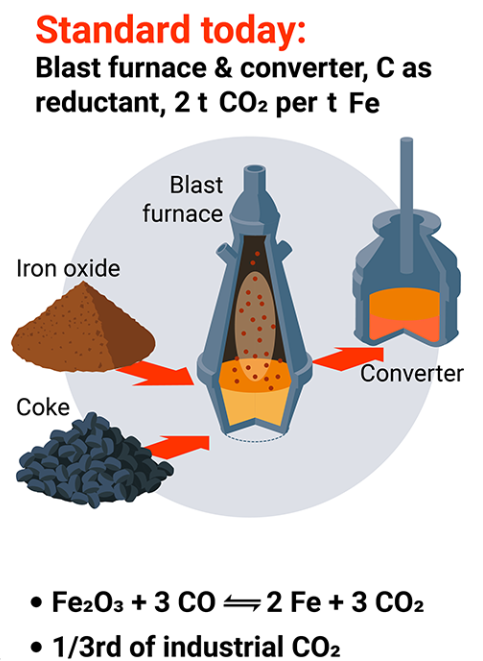 Standard today:
Blast furnace & converter, C as
reductant, 2 t CO₂ per t Fe
Blast
furnace
Iron oxide
Converter
Coke
• Fe₂O₃ + 3 CO ⇌ 2 Fe + 3 CO₂
• 1/3rd of industrial CO₂